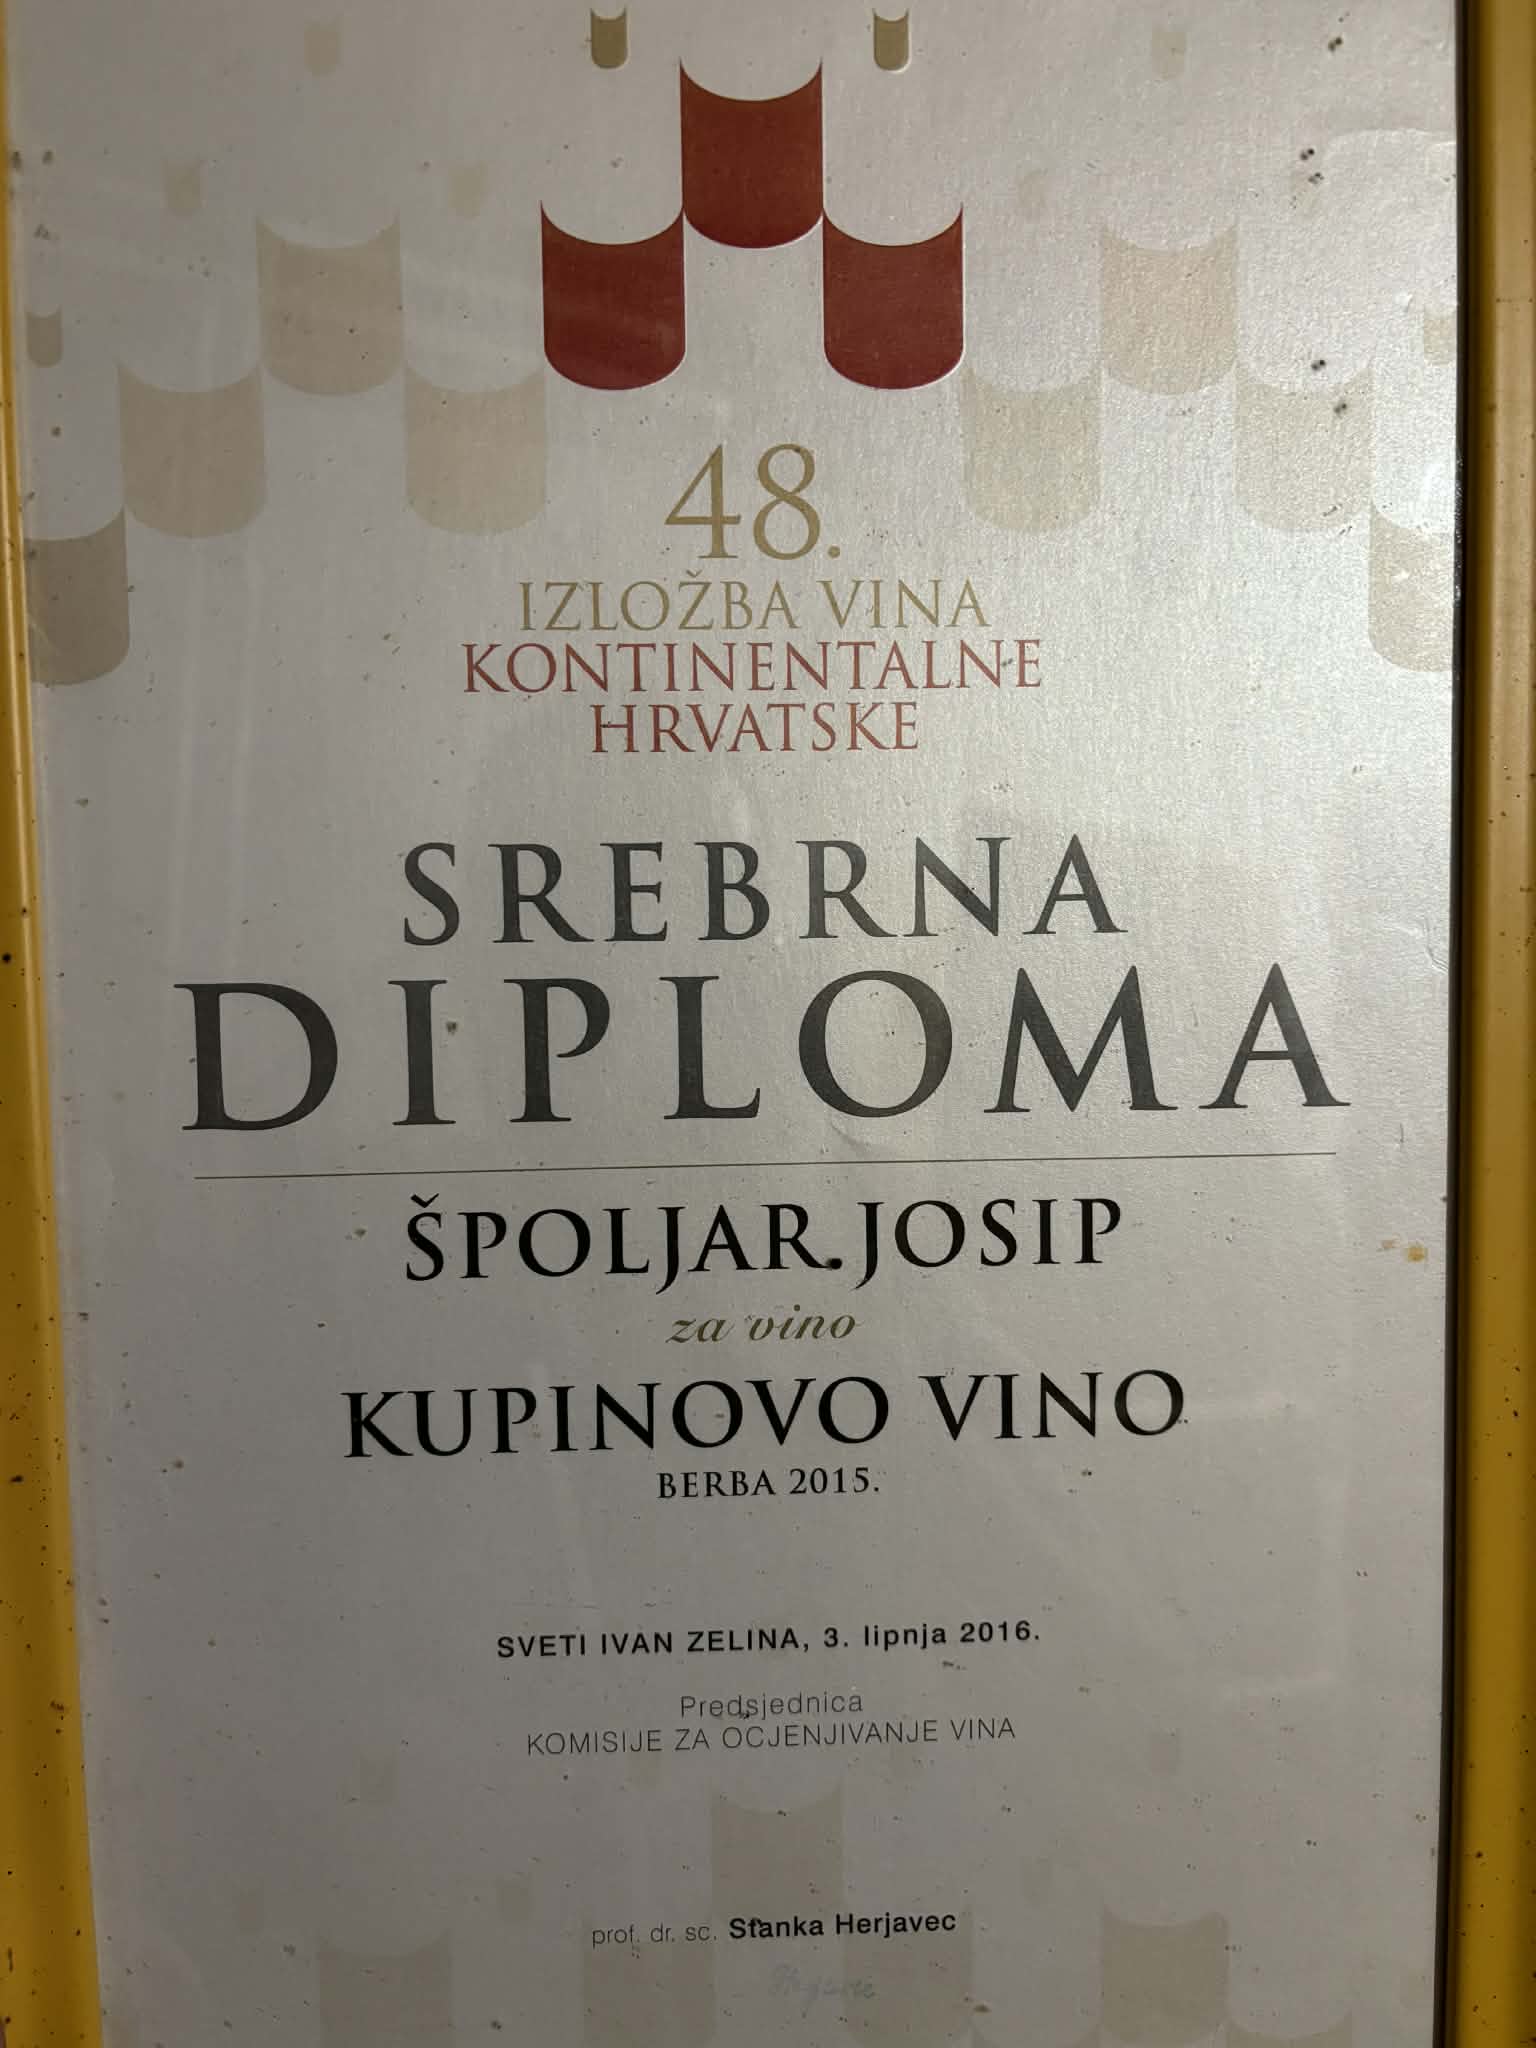 48.
IZLOŽBA VINA
KONTINENTALNE
HRVATSKE
SREBRNA
DIPLOMA
ŠPOLJAR JOSIP
za vino
KUPINOVO VINO
BERBA 2015.
SVETI IVAN ZELINA, 3. lipnja 2016.
Predsjednica
KOMISIJE ZA OCJENJIVANJE VINA
prof. dr. sc. Stanka Herjavec